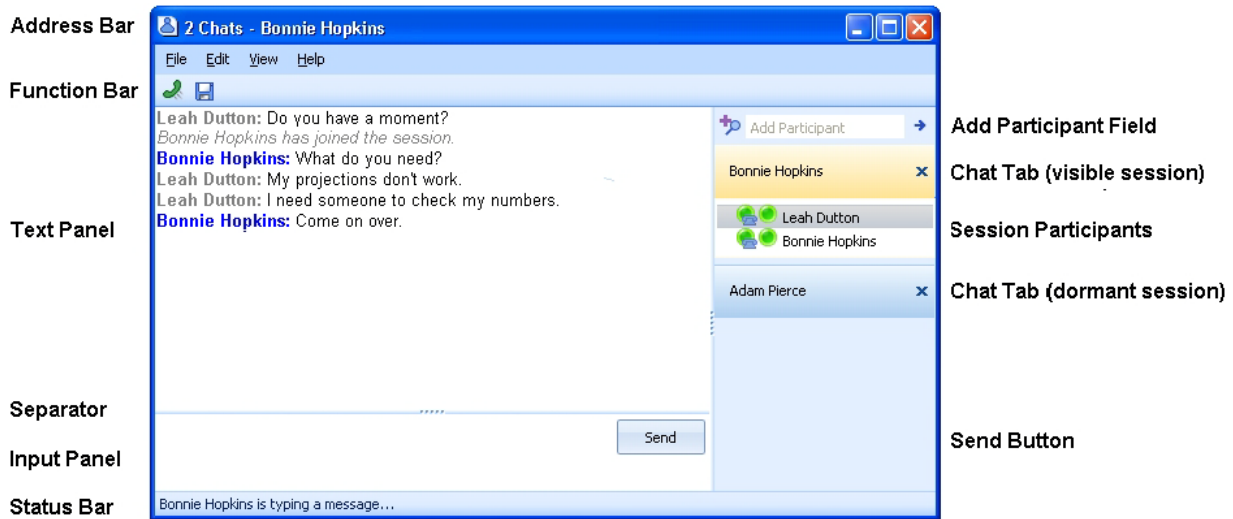 Address Bar
2 Chats - Bonnie Hopkins
File Edit View Help
Function Bar
Leah Dutton: Do you have a moment?
Bonnie Hopkins has joined the session.
Bonnie Hopkins: What do you need?
Leah Dutton: My projections don't work.
Leah Dutton: I need someone to check my numbers.
Bonnie Hopkins: Come on over.
Text Panel
Add Participant
Add Participant Field
Bonnie Hopkins
Chat Tab (visible session)
Leah Dutton
Bonnie Hopkins
Session Participants
Adam Pierce
Chat Tab (dormant session)
Separator
Send
Send Button
Input Panel
Status Bar
Bonnie Hopkins is typing a message...